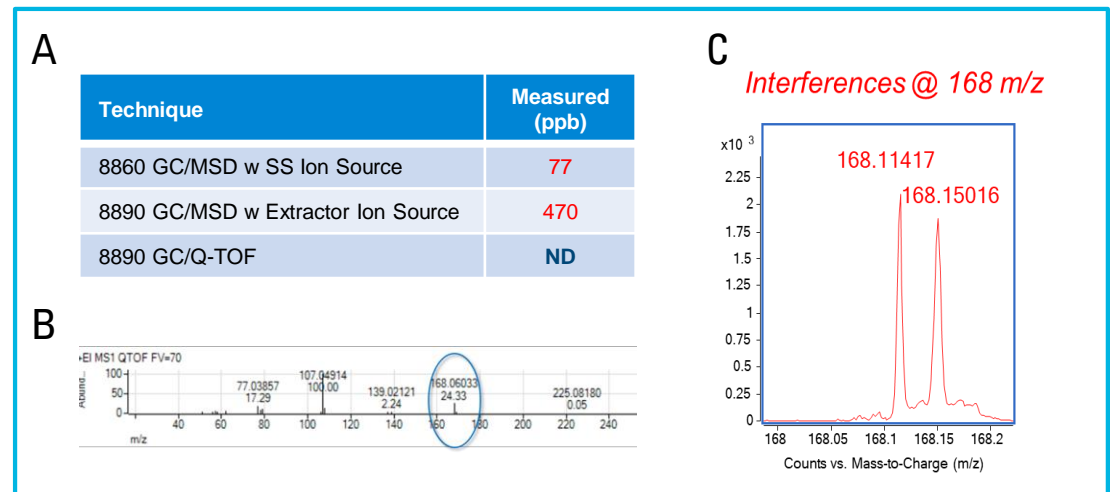 A
Technique Measured (ppb)
8860 GC/MSD w SS Ion Source 77
8890 GC/MSD w Extractor Ion Source 470
8890 GC/Q-TOF ND
B
EI MS1 QTOF FV=70
Abund...
100
50
0
77.03857
17.29
107.04914
100.00
139.02121
2.24
168.06033
24.33
225.08180
0.05
40 60 80 100 120 140 160 180 200 220 240
m/z
C
Interferences @ 168 m/z
x10 3
168.11417
168.15016
2.25
2
1.75
1.5
1.25
1
0.75
0.5
0.25
0
168 168.05 168.1 168.15 168.2
Counts vs. Mass-to-Charge (m/z)